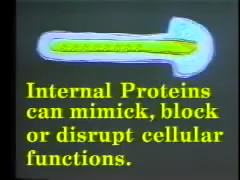 Internal Proteins
can mimick, block
or disrupt cellular
functions.